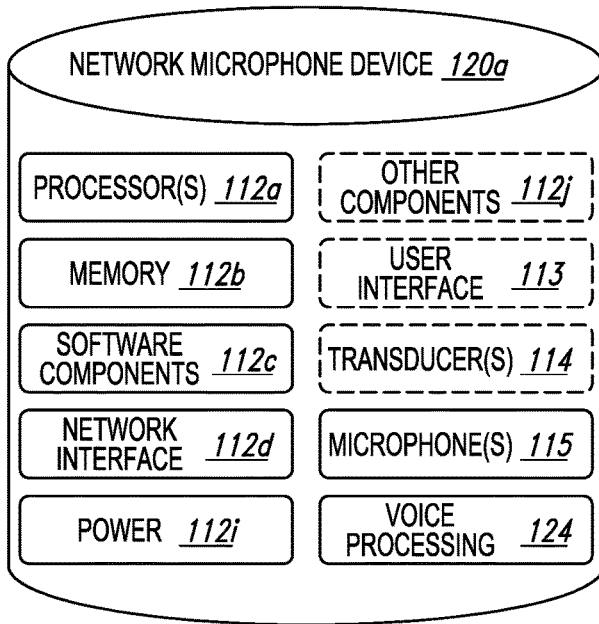 NETWORK MICROPHONE DEVICE 120a
PROCESSOR(S) 112a
MEMORY 112b
SOFTWARE
COMPONENTS 112c
NETWORK
INTERFACE 112d
POWER 112i
OTHER
COMPONENTS 112j
USER
INTERFACE 113
TRANSDUCER(S) 114
MICROPHONE(S) 115
VOICE
PROCESSING 124